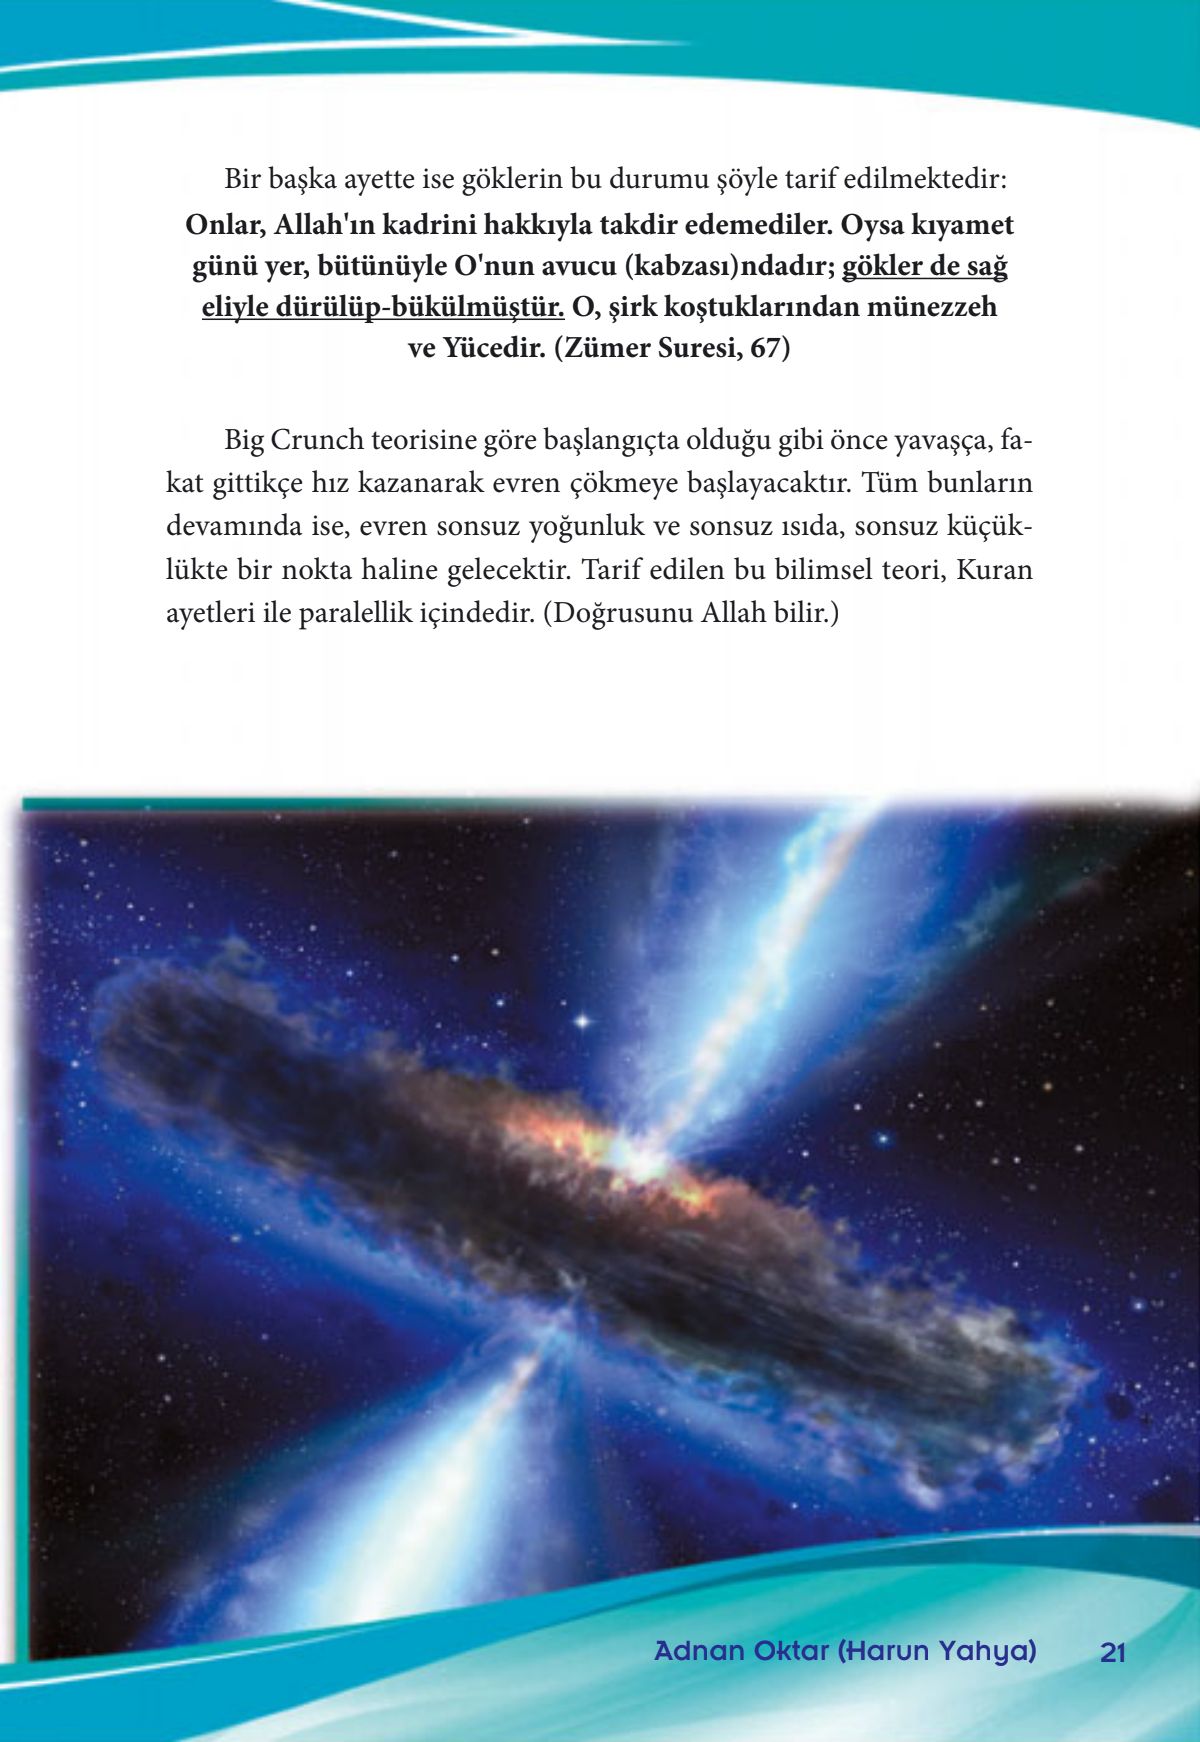 Bir başka ayette ise göklerin bu durumu şöyle tarif edilmektedir:
Onlar, Allah'ın kadrini hakkıyla takdir edemediler. Oysa kıyamet
günü yer, bütünüyle O'nun avucu (kabzası)ndadır; gökler de sağ
eliyle dürülüp-bükülmüştür. O, şirk koştuklarından münezzeh
ve Yücedir. (Zümer Suresi, 67)
Big Crunch teorisine göre başlangıçta olduğu gibi önce yavaşça, fa-
kat gittikçe hız kazanarak evren çökmeye başlayacaktır. Tüm bunların
devamında ise, evren sonsuz yoğunluk ve sonsuz ısıda, sonsuz küçük-
lükte bir nokta haline gelecektir. Tarif edilen bu bilimsel teori, Kuran
ayetleri ile paralellik içindedir. (Doğrusunu Allah bilir.)
Adnan Oktar (Harun Yahya) 21